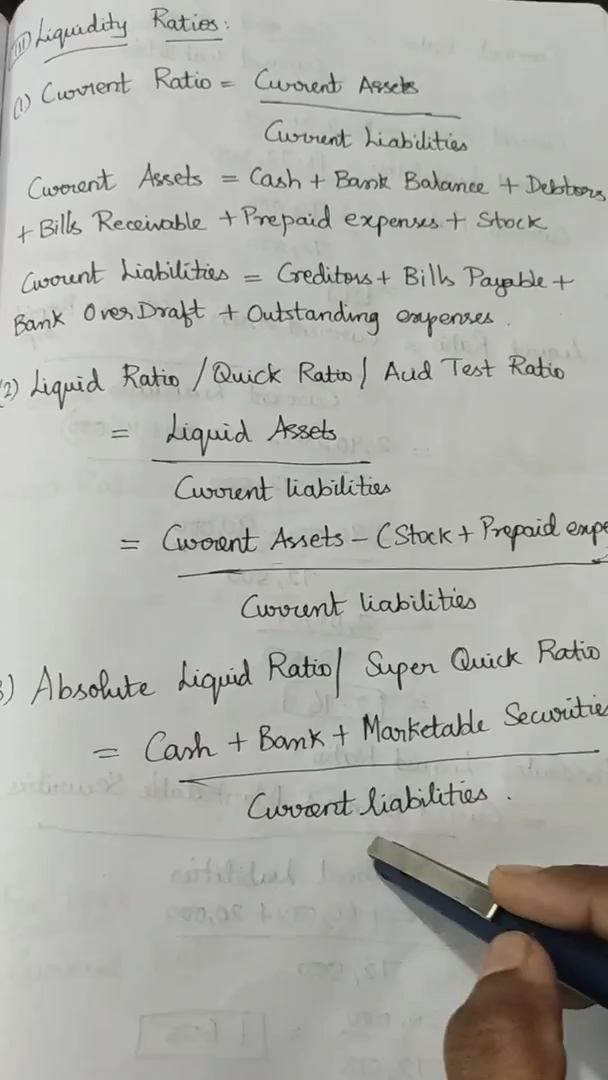 (III) Liquidity Ratios:
(1) Current Ratio = Current Assets
Current Liabilities
Current Assets = Cash + Bank Balance + Debtors
+ Bills Receivable + Prepaid expenses + Stock
Current Liabilities = Creditors + Bills Payable +
Bank OverDraft + Outstanding expenses.
(2) Liquid Ratio / Quick Ratio / Acid Test Ratio
= Liquid Assets
Current liabilities
= Current Assets - (Stock + Prepaid expe
Current liabilities
3) Absolute Liquid Ratio / Super Quick Ratio
= Cash + Bank + Marketable Securitie
Current liabilities.